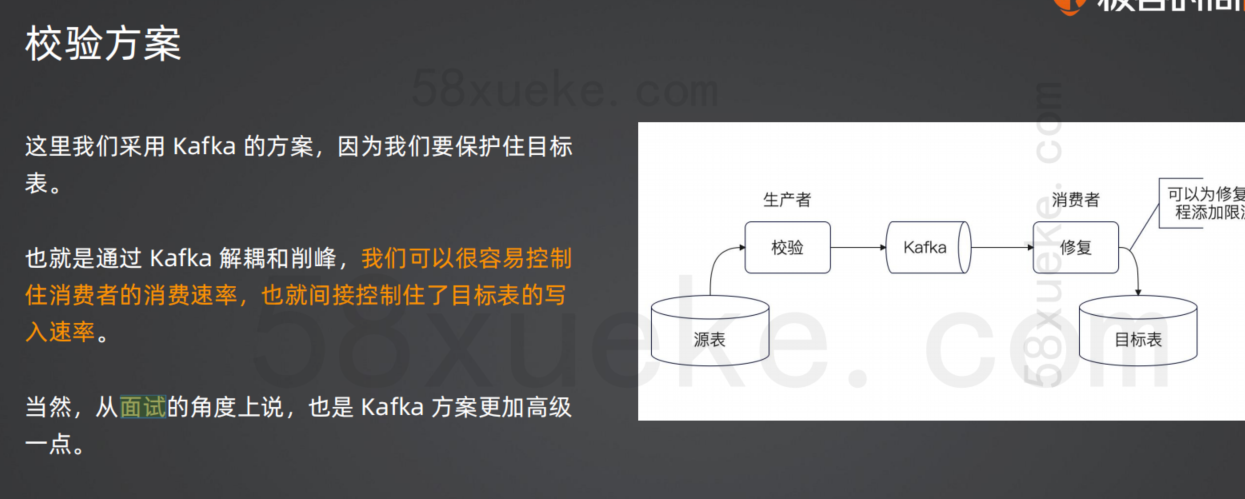 校验方案
58xueke.com
这里我们采用 Kafka 的方案，因为我们要保护住目标
表。
也就是通过 Kafka 解耦和削峰，我们可以很容易控制
住消费者的消费速率，也就间接控制住了目标表的写
入速率。
当然，从面试的角度上说，也是 Kafka 方案更加高级
一点。
生产者
消费者
可以为修复
程添加限流
校验
Kafka
修复
源表
目标表
58xueke.com
58xueke.com